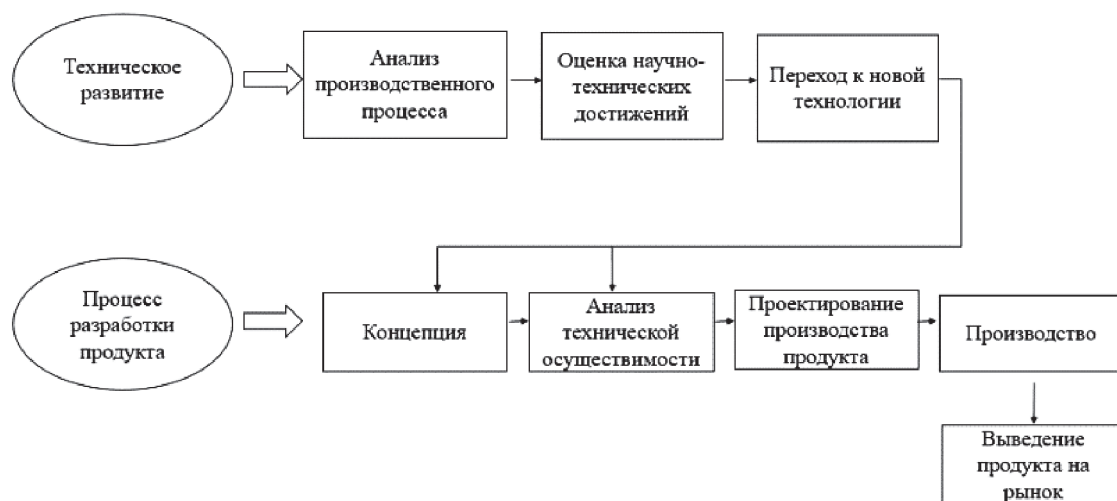 Техническое
развитие
Анализ
производственного
процесса
Оценка научно-
технических
достижений
Переход к новой
технологии
Процесс
разработки
продукта
Концепция
Анализ
технической
осуществимости
Проектирование
производства
продукта
Производство
Выведение
продукта на
рынок